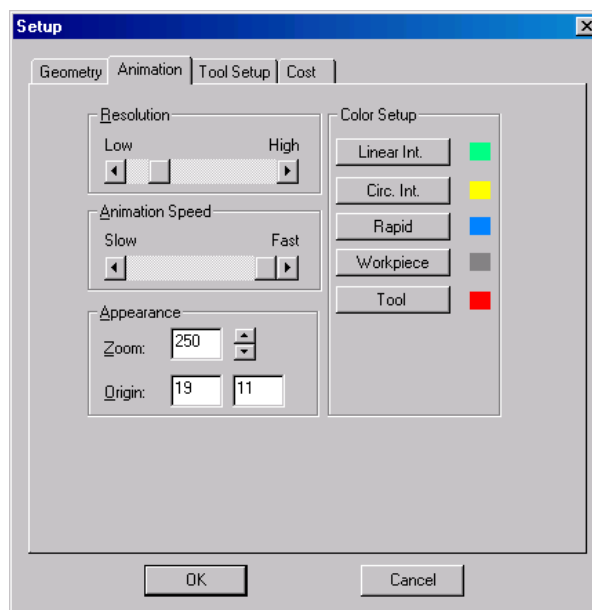 Setup
Geometry Animation Tool Setup Cost
Resolution
Low High
Animation Speed
Slow Fast
Appearance
Zoom: 250
Origin: 19 11
Color Setup
Linear Int.
Circ. Int.
Rapid
Workpiece
Tool
OK Cancel